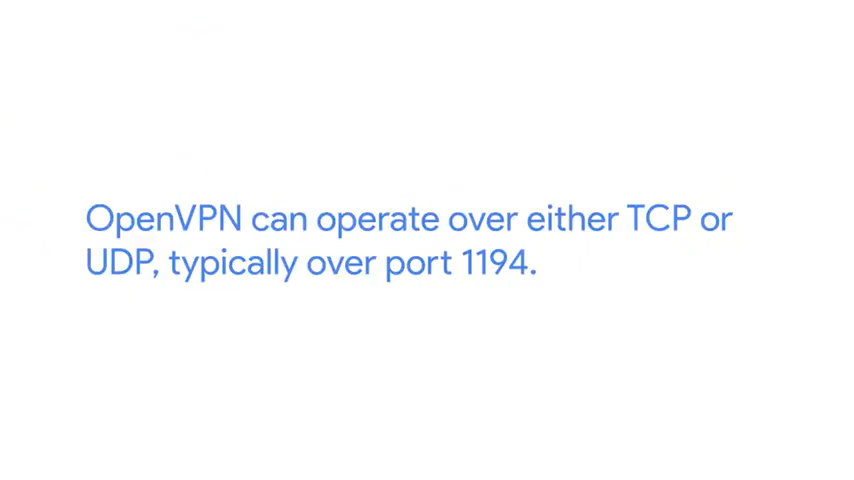 OpenVPN can operate over either TCP or
UDP, typically over port 1194.